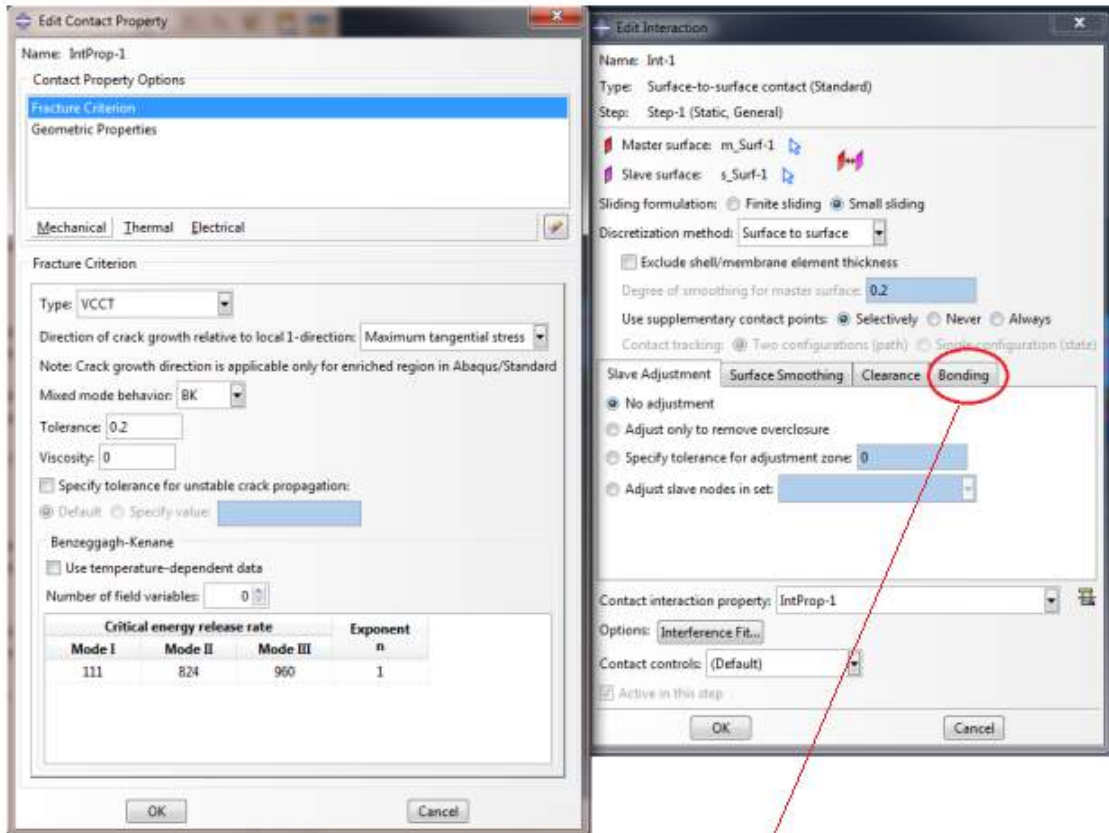 Edit Contact Property
Name: IntProp-1
Contact Property Options
Fracture Criterion
Geometric Properties
Mechanical Thermal Electrical
Fracture Criterion
Type: VCCT
Direction of crack growth relative to local 1-direction: Maximum tangential stress
Note: Crack growth direction is applicable only for enriched region in Abaqus/Standard
Mixed mode behavior: BK
Tolerance: 0.2
Viscosity: 0
Specify tolerance for unstable crack propagation:
Default Specify value:
Benzeggagh-Kenane
Use temperature-dependent data
Number of field variables: 0
Critical energy release rate Exponent
Mode I Mode II Mode III n
111 824 960 1
OK Cancel
Edit Interaction
Name: Int-1
Type: Surface-to-surface contact (Standard)
Step: Step-1 (Static, General)
Master surface: m_Surf-1
Slave surface: s_Surf-1
Sliding formulation: Finite sliding Small sliding
Discretization method: Surface to surface
Exclude shell/membrane element thickness
Degree of smoothing for master surface: 0.2
Use supplementary contact points: Selectively Never Always
Contact tracking: Two configurations (path) Single configuration (state)
Slave Adjustment Surface Smoothing Clearance Bonding
No adjustment
Adjust only to remove overclosure
Specify tolerance for adjustment zone: 0
Adjust slave nodes in set:
Contact interaction property: IntProp-1
Options: Interference Fit...
Contact controls: (Default)
Active in this step
OK Cancel